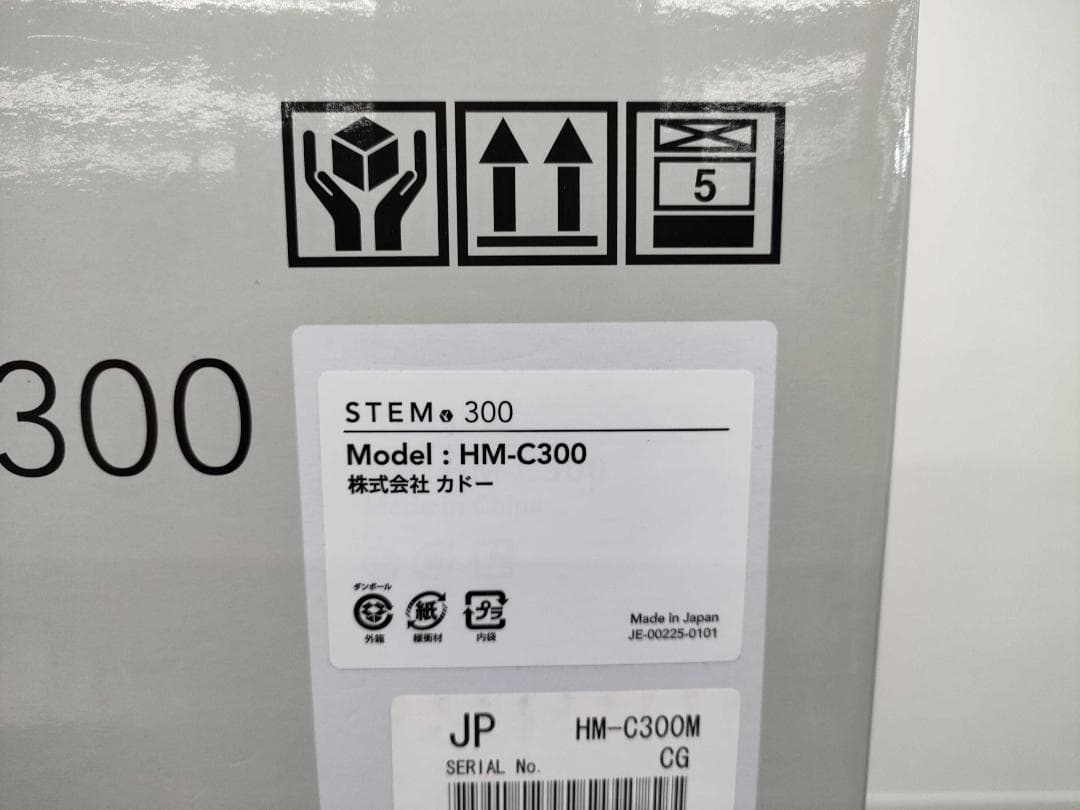 5
300
STEM 300
Model : HM-C300
株式会社 カドー
ダンボール
紙
プラ
外箱
緩衝材
内袋
Made in Japan
JE-00225-0101
JP
HM-C300M
CG
SERIAL No.